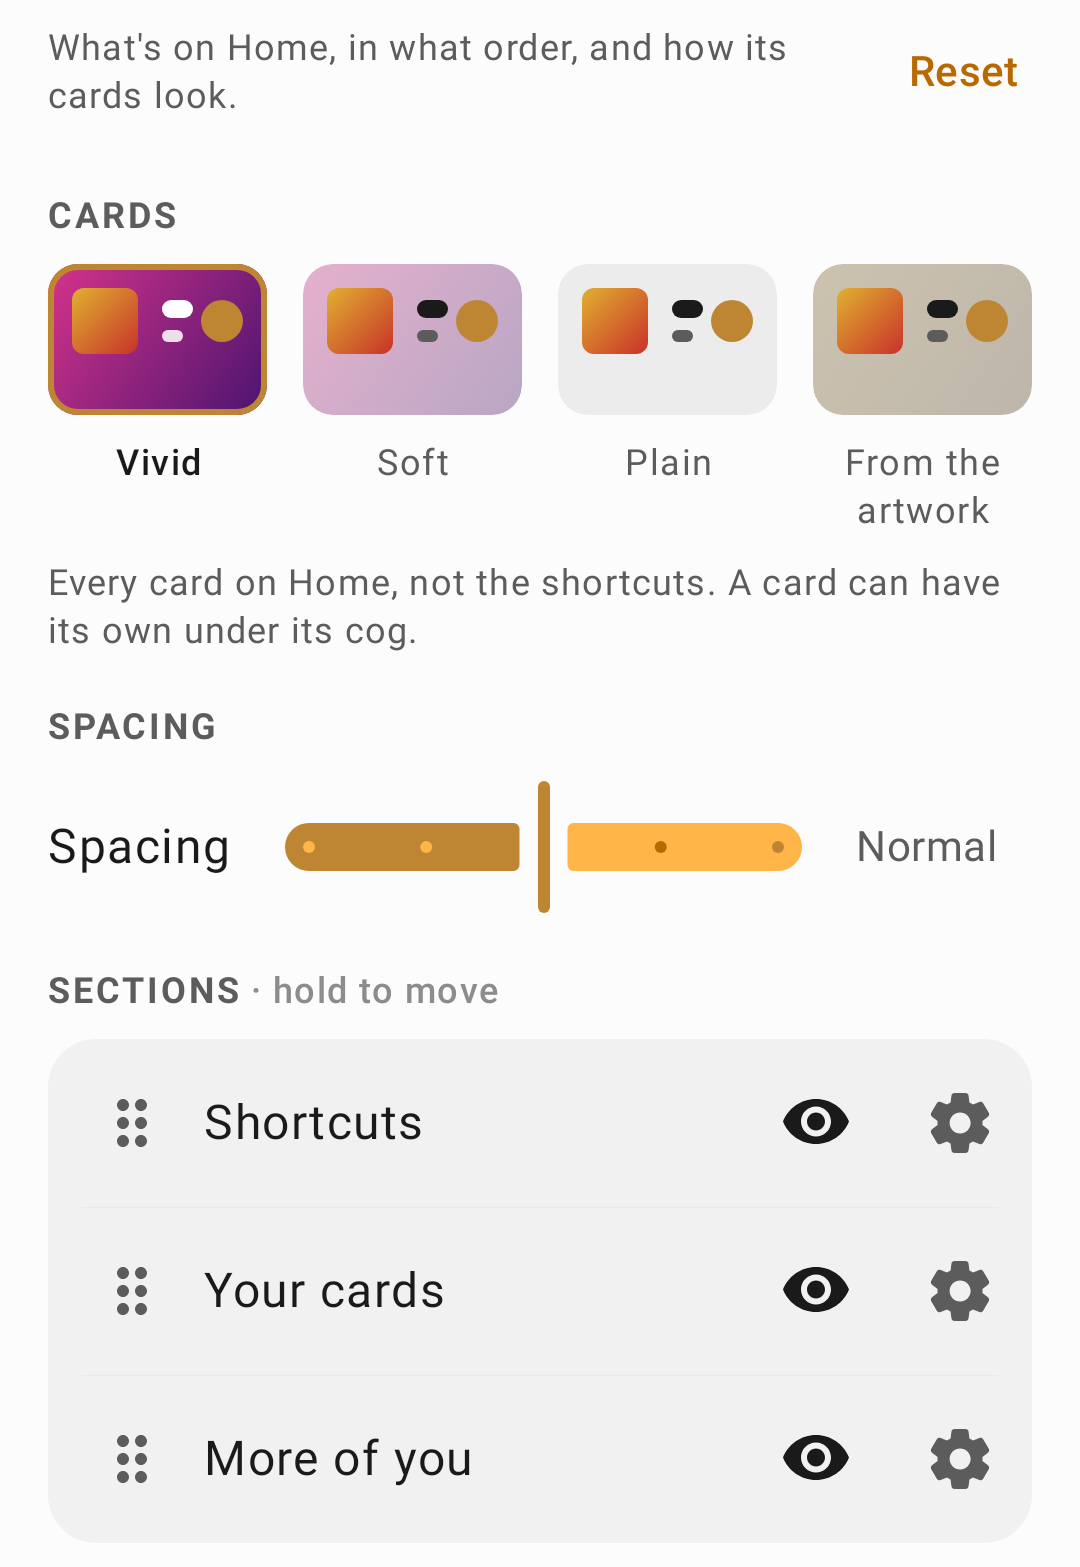 What's on Home, in what order, and how its
cards look.
Reset
CARDS
Vivid
Soft
Plain
From the
artwork
Every card on Home, not the shortcuts. A card can have
its own under its cog.
SPACING
Spacing
Normal
SECTIONS · hold to move
Shortcuts
Your cards
More of you